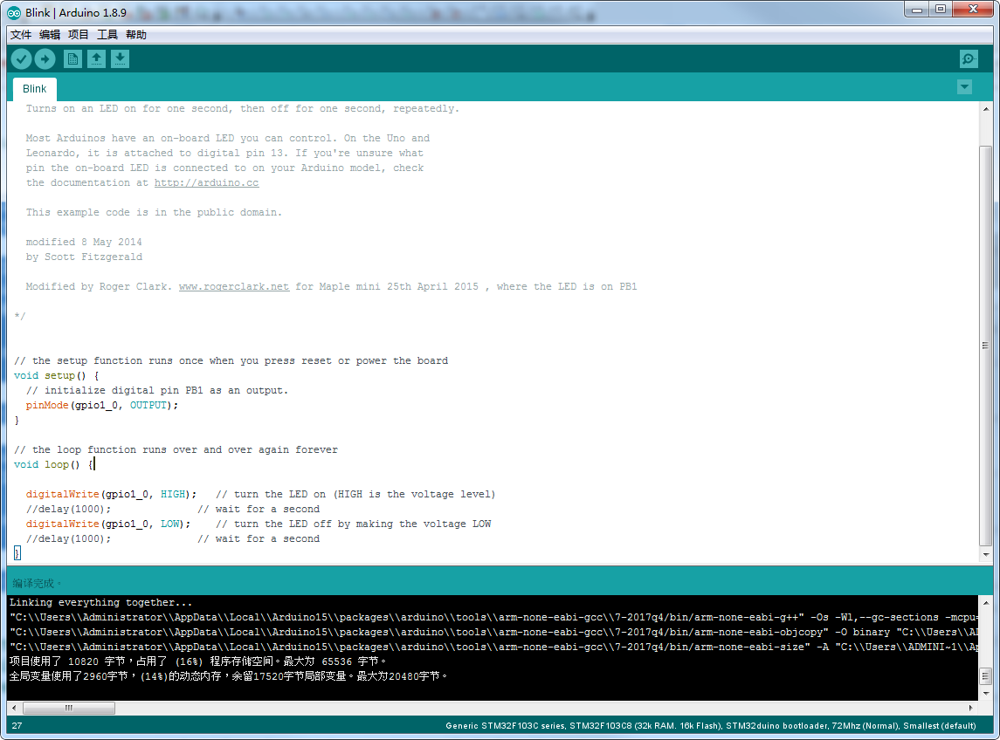 Blink | Arduino 1.8.9
文件 编辑 项目 工具 帮助
Blink
Turns on an LED on for one second, then off for one second, repeatedly.
Most Arduinos have an on-board LED you can control. On the Uno and
Leonardo, it is attached to digital pin 13. If you're unsure what
pin the on-board LED is connected to on your Arduino model, check
the documentation at http://arduino.cc
This example code is in the public domain.
modified 8 May 2014
by Scott Fitzgerald
Modified by Roger Clark. www.rogerclark.net for Maple mini 25th April 2015 , where the LED is on PB1
*/
// the setup function runs once when you press reset or power the board
void setup() {
// initialize digital pin PB1 as an output.
pinMode(gpio1_0, OUTPUT);
}
// the loop function runs over and over again forever
void loop() {
digitalWrite(gpio1_0, HIGH); // turn the LED on (HIGH is the voltage level)
//delay(1000); // wait for a second
digitalWrite(gpio1_0, LOW); // turn the LED off by making the voltage LOW
//delay(1000); // wait for a second
}
编译完成。
Linking everything together...
"C:\\Users\\Administrator\\AppData\\Local\\Arduino15\\packages\\arduino\\tools\\arm-none-eabi-gcc\\7-2017q4/bin/arm-none-eabi-g++" -Os -Wl,--gc-sections -mcpu=
"C:\\Users\\Administrator\\AppData\\Local\\Arduino15\\packages\\arduino\\tools\\arm-none-eabi-gcc\\7-2017q4/bin/arm-none-eabi-objcopy" -O binary "C:\\Users\\AD
"C:\\Users\\Administrator\\AppData\\Local\\Arduino15\\packages\\arduino\\tools\\arm-none-eabi-gcc\\7-2017q4/bin/arm-none-eabi-size" -A "C:\\Users\\ADMINI~1\\Ap
项目使用了 10820 字节，占用了 (16%) 程序存储空间。最大为 65536 字节。
全局变量使用了2960字节，(14%)的动态内存，余留17520字节局部变量。最大为20480字节。
27 Generic STM32F103C series, STM32F103C8 (32k RAM. 16k Flash), STM32duino bootloader, 72Mhz (Normal), Smallest (default)